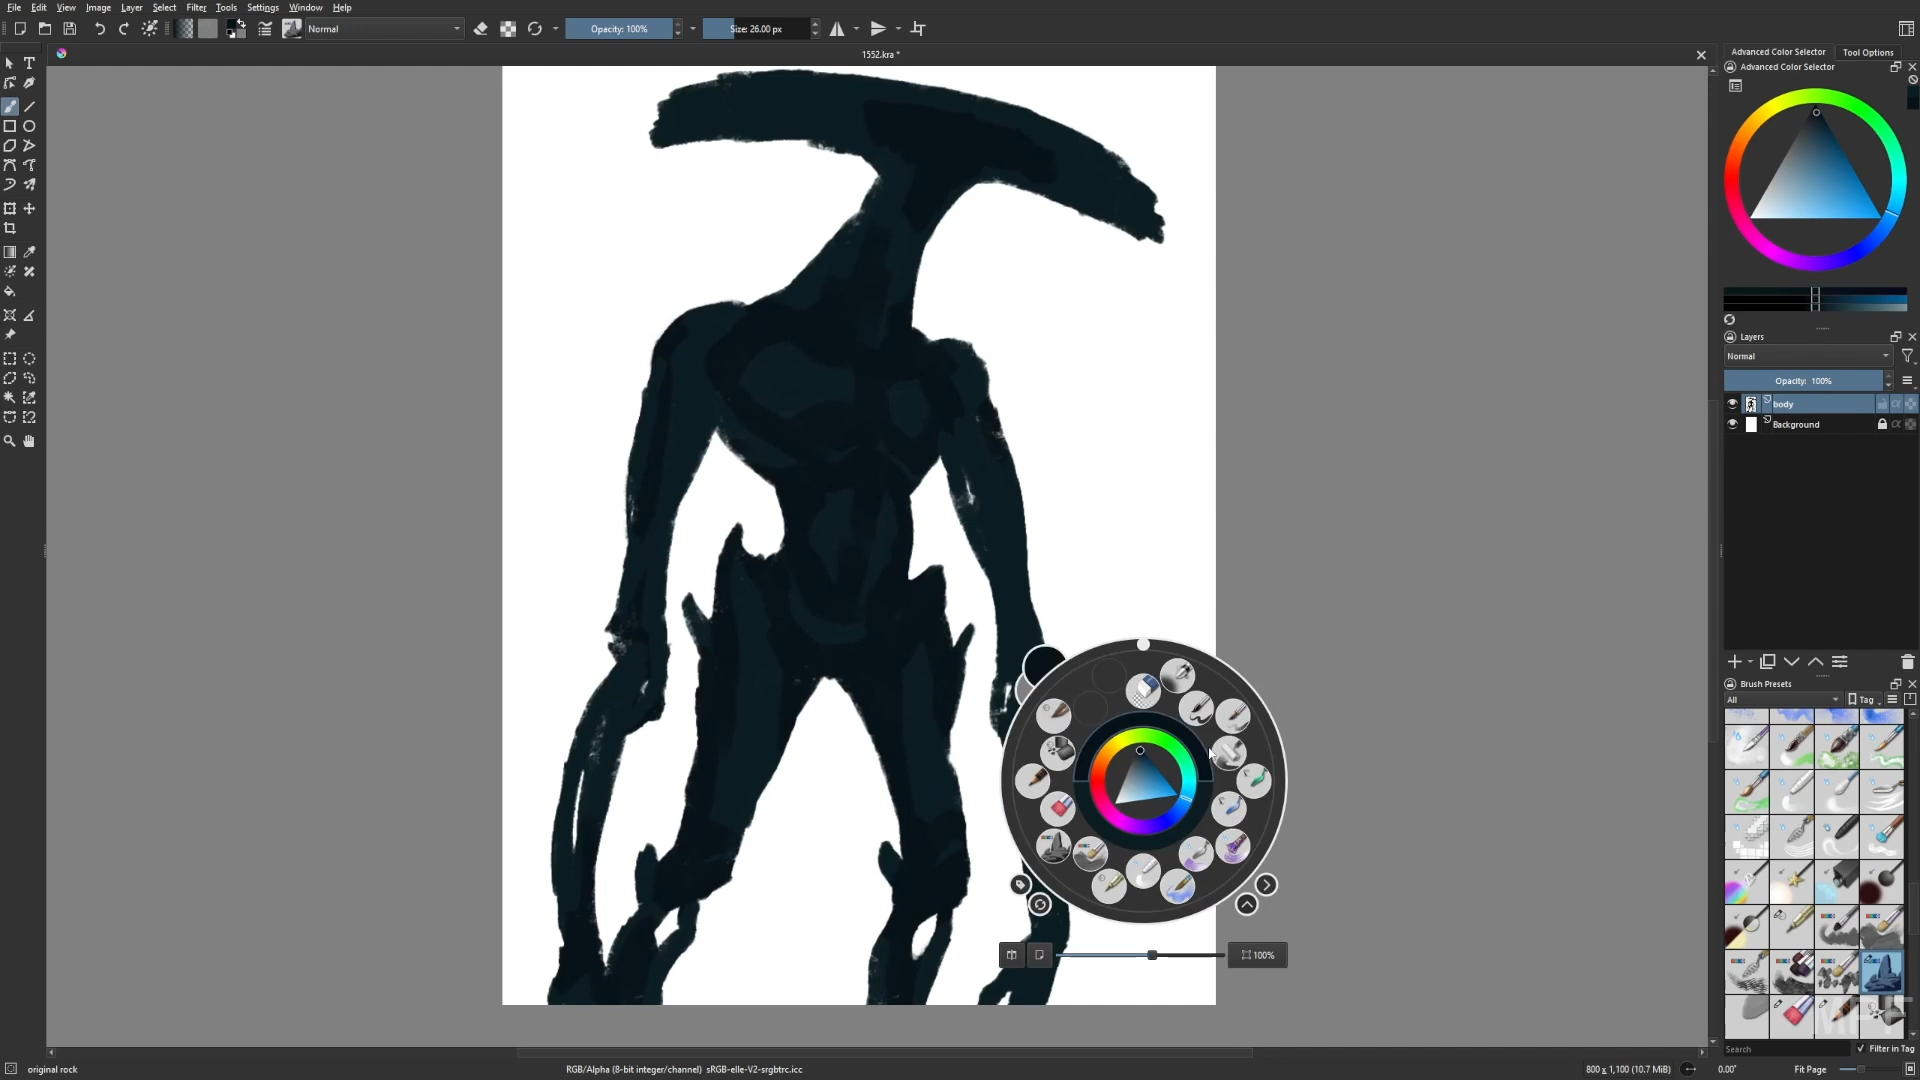 File Edit View Image Layer Select Filter Tools Settings Window Help
Normal Opacity: 100% Size: 26.00 px
1552.kra *
Advanced Color Selector Tool Options
Advanced Color Selector
Layers
Normal
Opacity: 100%
body
Background
Brush Presets
All Tag
100%
Search Filter in Tag
original rock RGB/Alpha (8-bit integer/channel) sRGB-elle-V2-srgbtrc.icc 800 x 1,100 (10.7 MiB) 0.00° Fit Page